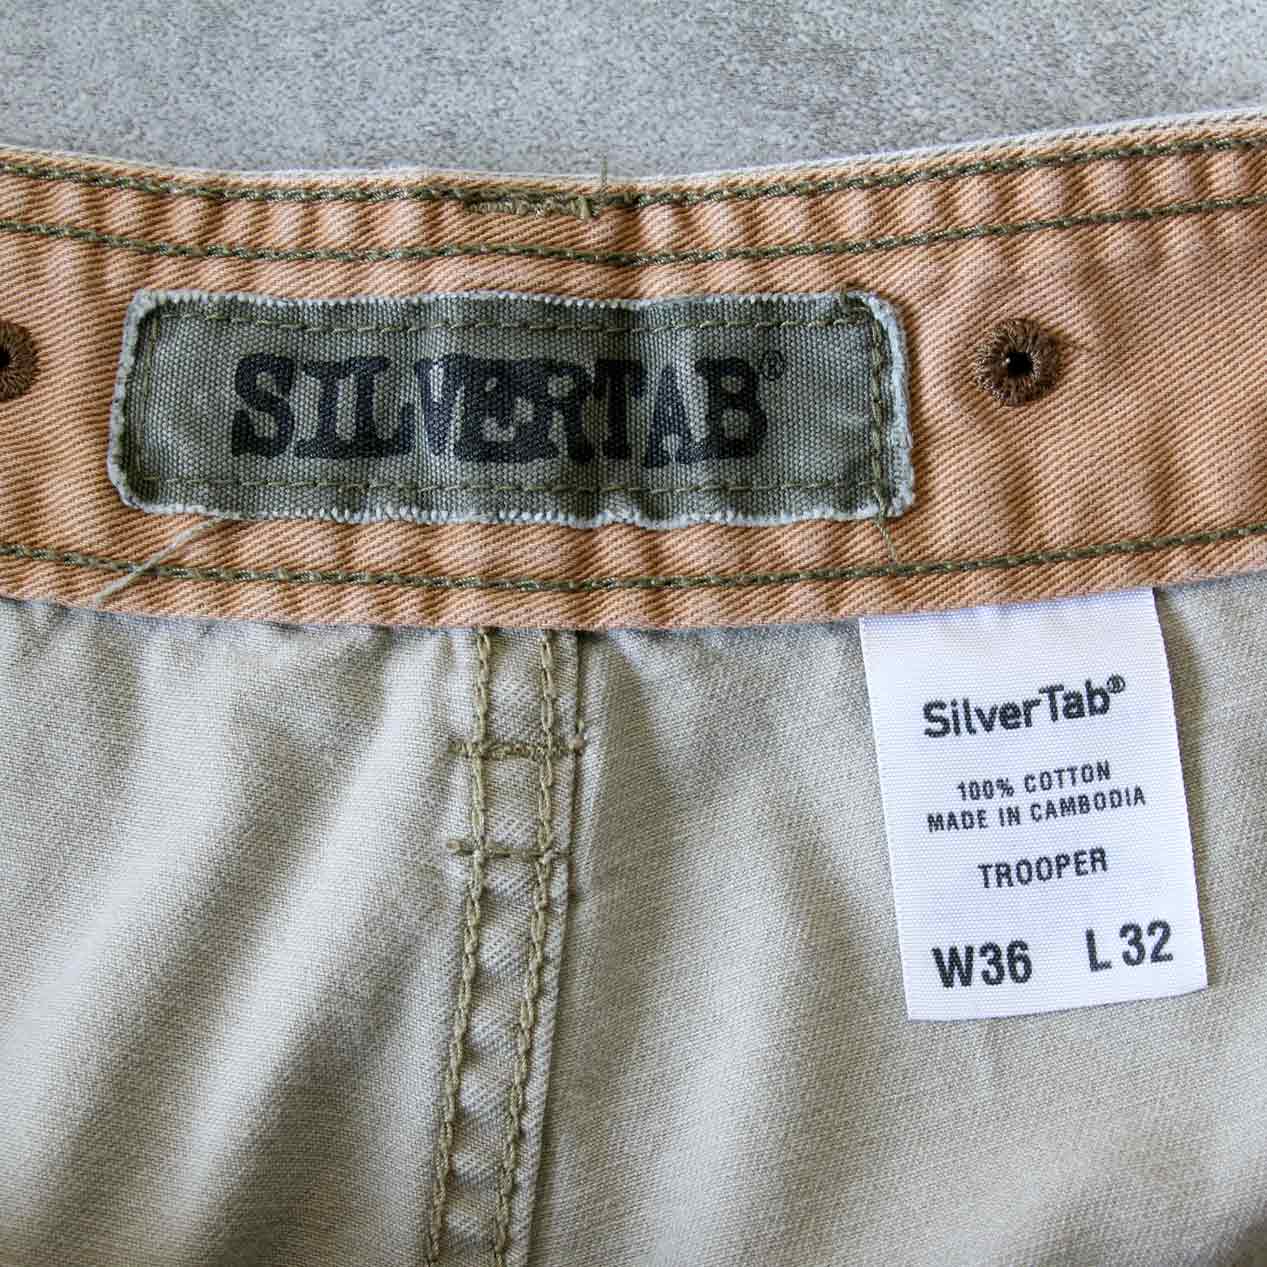 SILVERTAB®
SilverTab®
100% COTTON
MADE IN CAMBODIA
TROOPER
W36 L 32